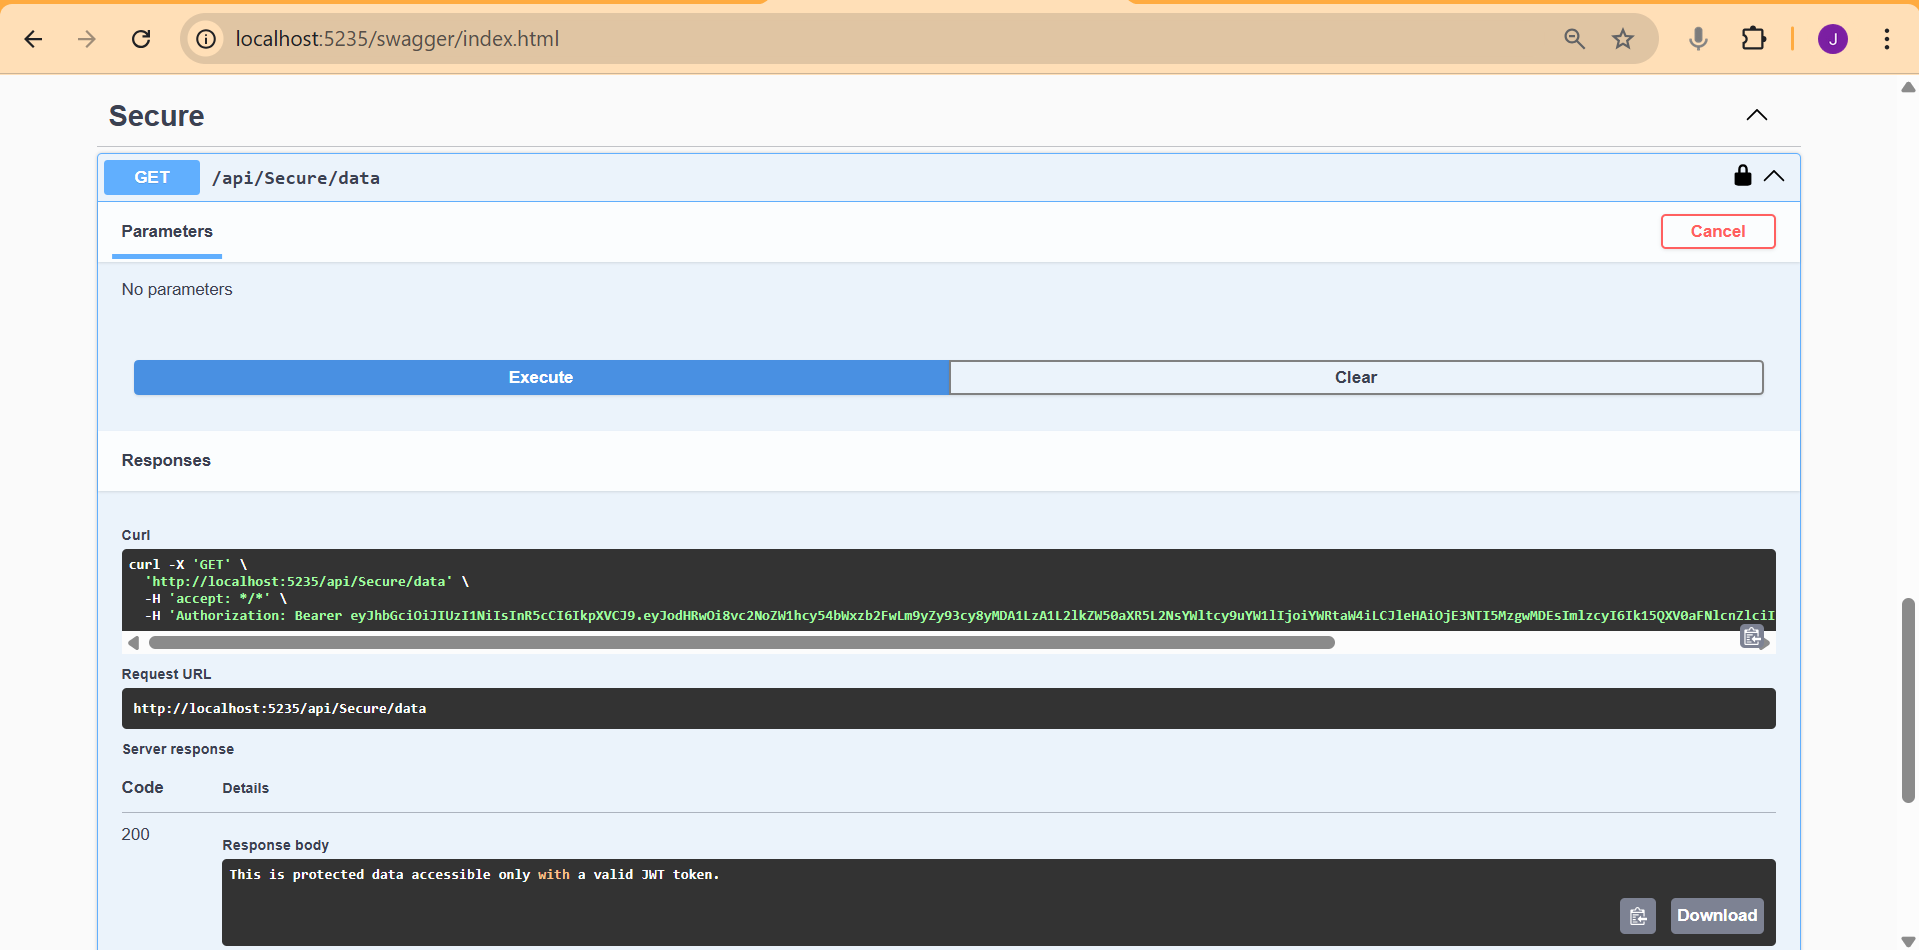 localhost:5235/swagger/index.html
J
Secure
GET /api/Secure/data
Parameters
Cancel
No parameters
Execute
Clear
Responses
Curl
curl -X 'GET' \
'http://localhost:5235/api/Secure/data' \
-H 'accept: */*' \
-H 'Authorization: Bearer eyJhbGciOiJIUzI1NiIsInR5cCI6IkpXVCJ9.eyJodHRwOi8vc2NoZW1hcy54bWxzb2FwLm9yZy93cy8yMDA1LzA1L2lkZW50aXR5L2NsYWltcy9uYW1lIjoiYWRtaW4iLCJleHAiOjE3NTI5MzgwMDEsImlzcyI6Ik15QXV0aFNlcnZlciI
Request URL
http://localhost:5235/api/Secure/data
Server response
Code
Details
200
Response body
This is protected data accessible only with a valid JWT token.
Download